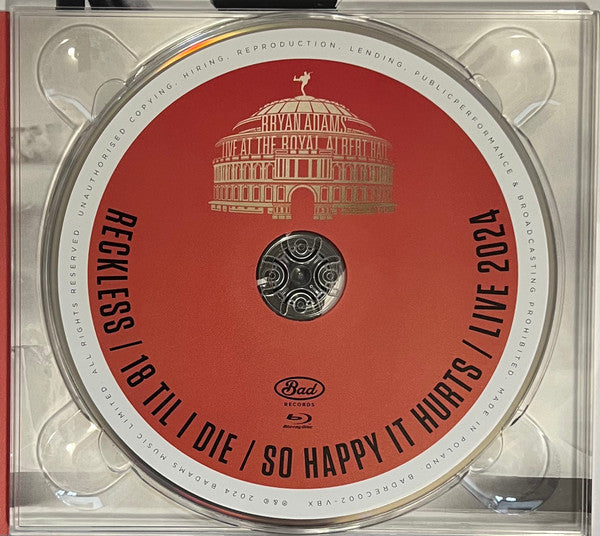 BRYAN ADAMS
LIVE AT THE ROYAL ALBERT HALL
RECKLESS / 18 TIL I DIE / SO HAPPY IT HURTS / LIVE 2024
Bad
RECORDS
Blu-ray Disc
℗& © 2024 BADAMS MUSIC LIMITED ALL RIGHTS RESERVED. UNAUTHORISED COPYING, HIRING, REPRODUCTION, LENDING, PUBLICPERFORMANCE & BROADCASTING PROHIBITED. MADE IN POLAND. BADREC002-VBX